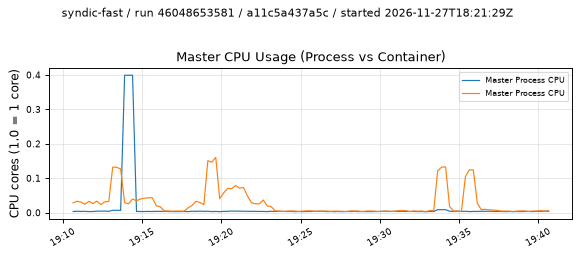 syndic-fast / run 46048653581 / a11c5a437a5c / started 2026-11-27T18:21:29Z
Master CPU Usage (Process vs Container)
CPU cores (1.0 = 1 core)
0.4
0.3
0.2
0.1
0.0
Master Process CPU
Master Process CPU
19:10
19:15
19:20
19:25
19:30
19:35
19:40